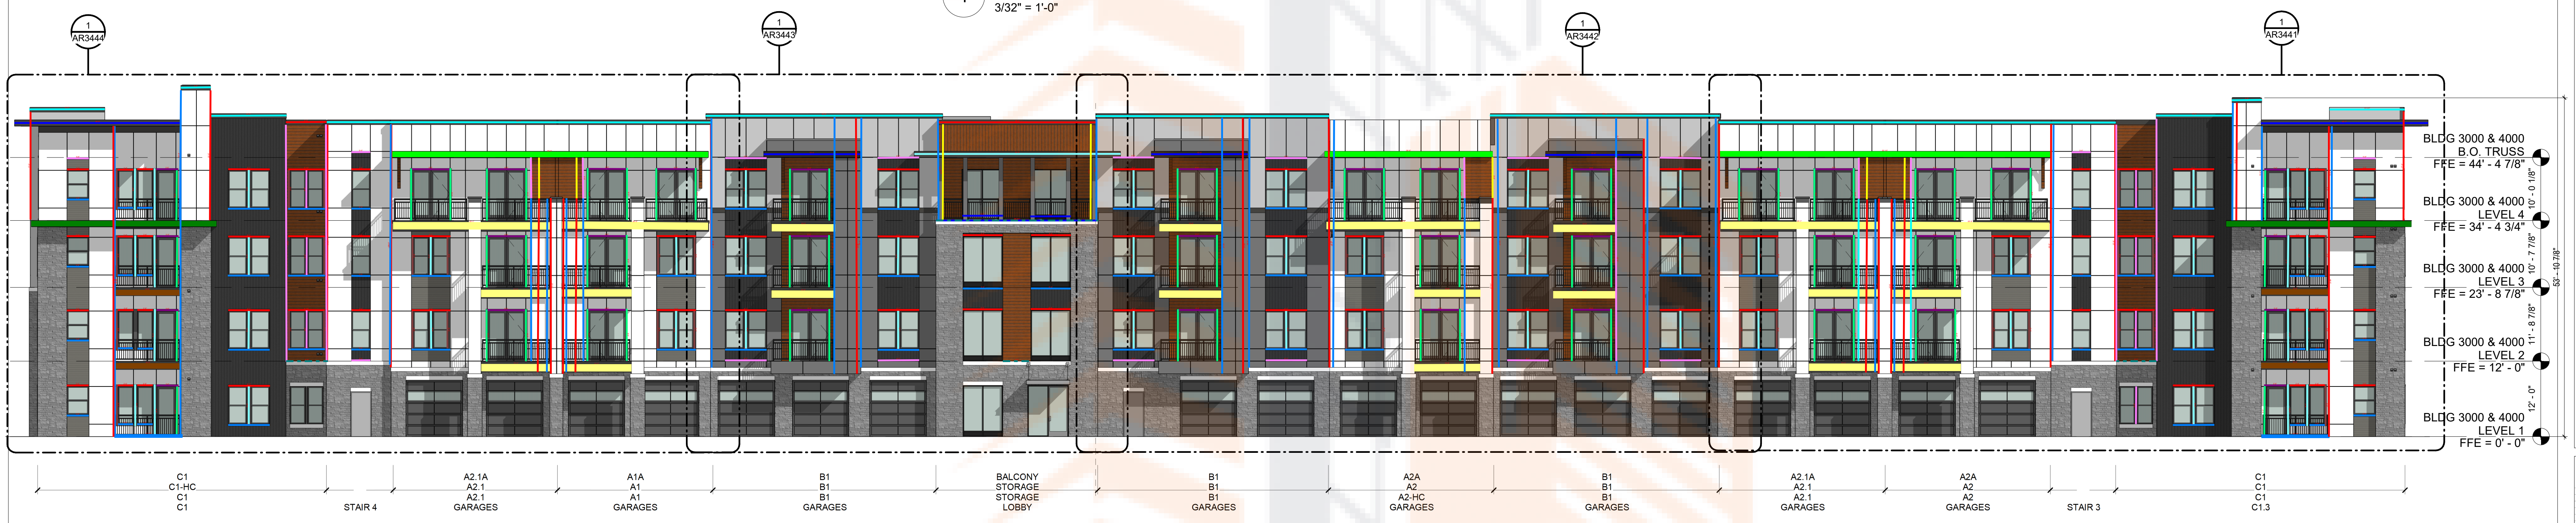 3/32" = 1'-0"
1
AR3444
1
AR3443
1
AR3442
1
AR3441
BLDG 3000 & 4000
B.O. TRUSS
FFE = 44' - 4 7/8"
10' - 0 1/8"
BLDG 3000 & 4000
LEVEL 4
FFE = 34' - 4 3/4"
10' - 7 7/8"
BLDG 3000 & 4000
LEVEL 3
FFE = 23' - 8 7/8"
11' - 8 7/8"
BLDG 3000 & 4000
LEVEL 2
FFE = 12' - 0"
12' - 0"
BLDG 3000 & 4000
LEVEL 1
FFE = 0' - 0"
53' - 10 7/8"
C1
C1-HC
C1
C1
STAIR 4
A2.1A
A2.1
A2.1
GARAGES
A1A
A1
A1
GARAGES
B1
B1
B1
GARAGES
BALCONY
STORAGE
STORAGE
LOBBY
B1
B1
B1
GARAGES
A2A
A2
A2-HC
GARAGES
B1
B1
B1
GARAGES
A2.1A
A2.1
A2.1
GARAGES
A2A
A2
A2
GARAGES
STAIR 3
C1
C1
C1
C1.3